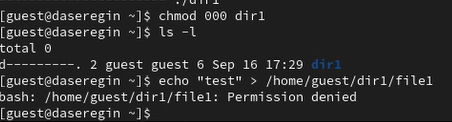 ./dir1
[guest@daseregin ~]$ chmod 000 dir1
[guest@daseregin ~]$ ls -l
total 0
d---------. 2 guest guest 6 Sep 16 17:29 dir1
[guest@daseregin ~]$ echo "test" > /home/guest/dir1/file1
bash: /home/guest/dir1/file1: Permission denied
[guest@daseregin ~]$